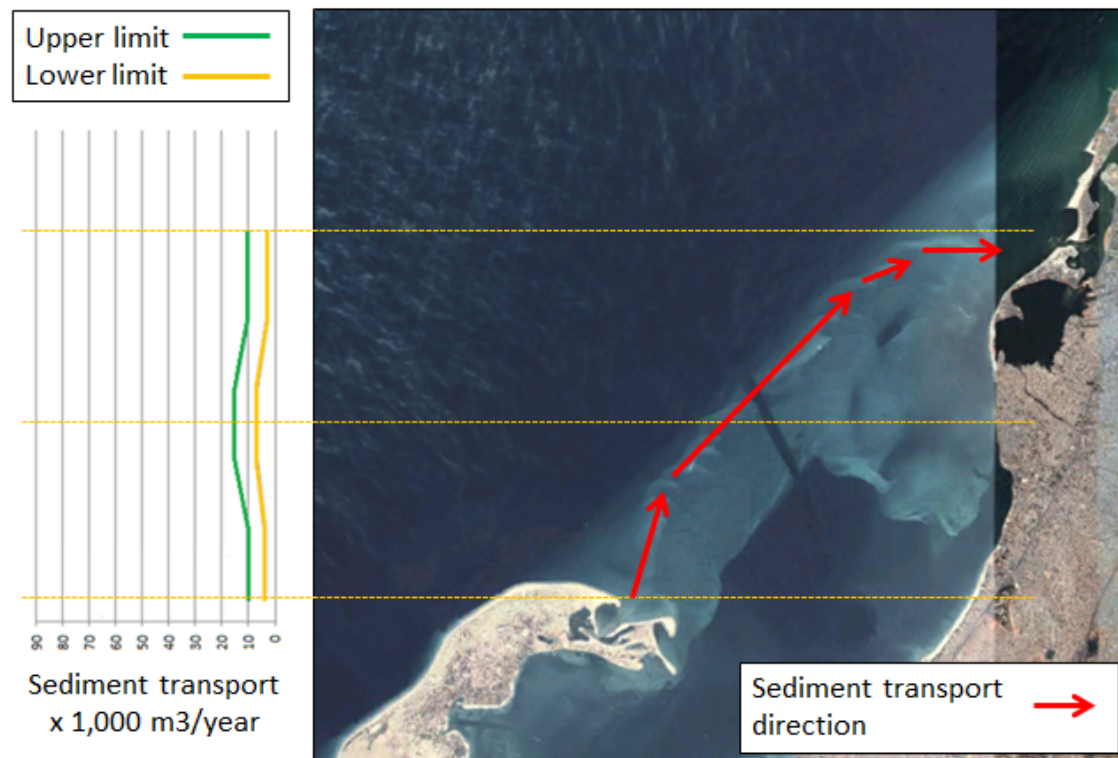 Upper limit
Lower limit
90
80
70
60
50
40
30
20
10
0
Sediment transport
x 1,000 m3/year
Sediment transport
direction